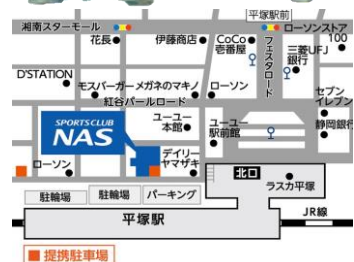 平塚駅前
湘南スターモール
ローソンストア
100
花長
伊藤商店
CoCo
壱番屋
フェスタロード
三菱UFJ
銀行
D'STATION
モスバーガー
メガネのマキノ
ローソン
セブン
イレブン
紅谷パールロード
SPORTS CLUB
NAS
ユーユー
本館
ユーユー
駅前館
静岡銀行
ローソン
デイリー
ヤマザキ
北口
ラスカ平塚
駐輪場
駐輪場
パーキング
平塚駅
JR線
提携駐車場